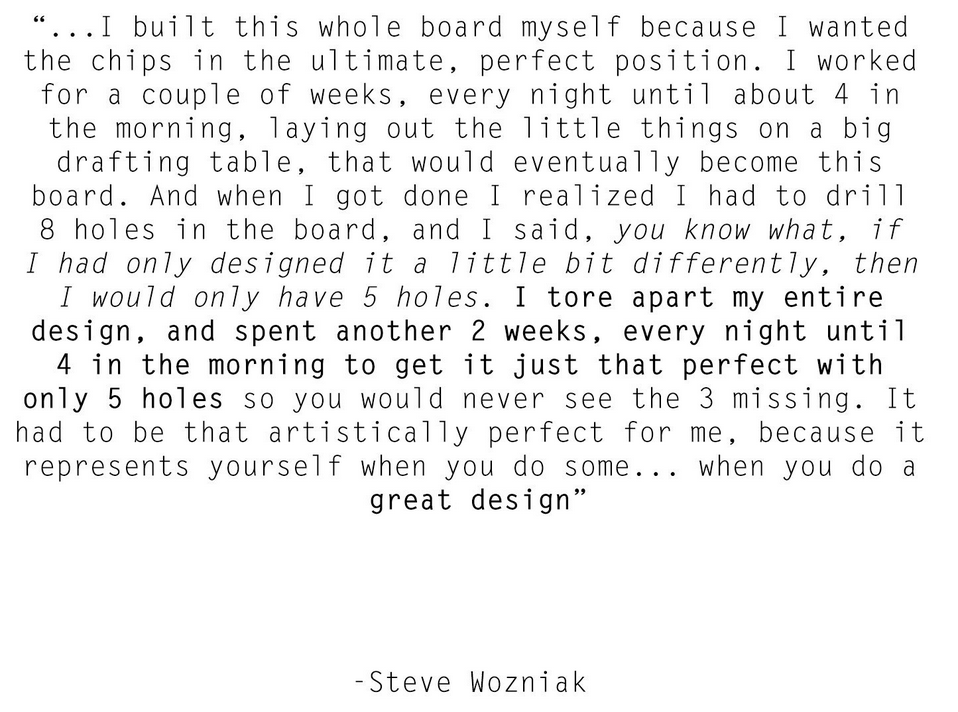 “...I built this whole board myself because I wanted
the chips in the ultimate, perfect position. I worked
for a couple of weeks, every night until about 4 in
the morning, laying out the little things on a big
drafting table, that would eventually become this
board. And when I got done I realized I had to drill
8 holes in the board, and I said, you know what, if
I had only designed it a little bit differently, then
I would only have 5 holes. I tore apart my entire
design, and spent another 2 weeks, every night until
4 in the morning to get it just that perfect with
only 5 holes so you would never see the 3 missing. It
had to be that artistically perfect for me, because it
represents yourself when you do some... when you do a
great design”
-Steve Wozniak